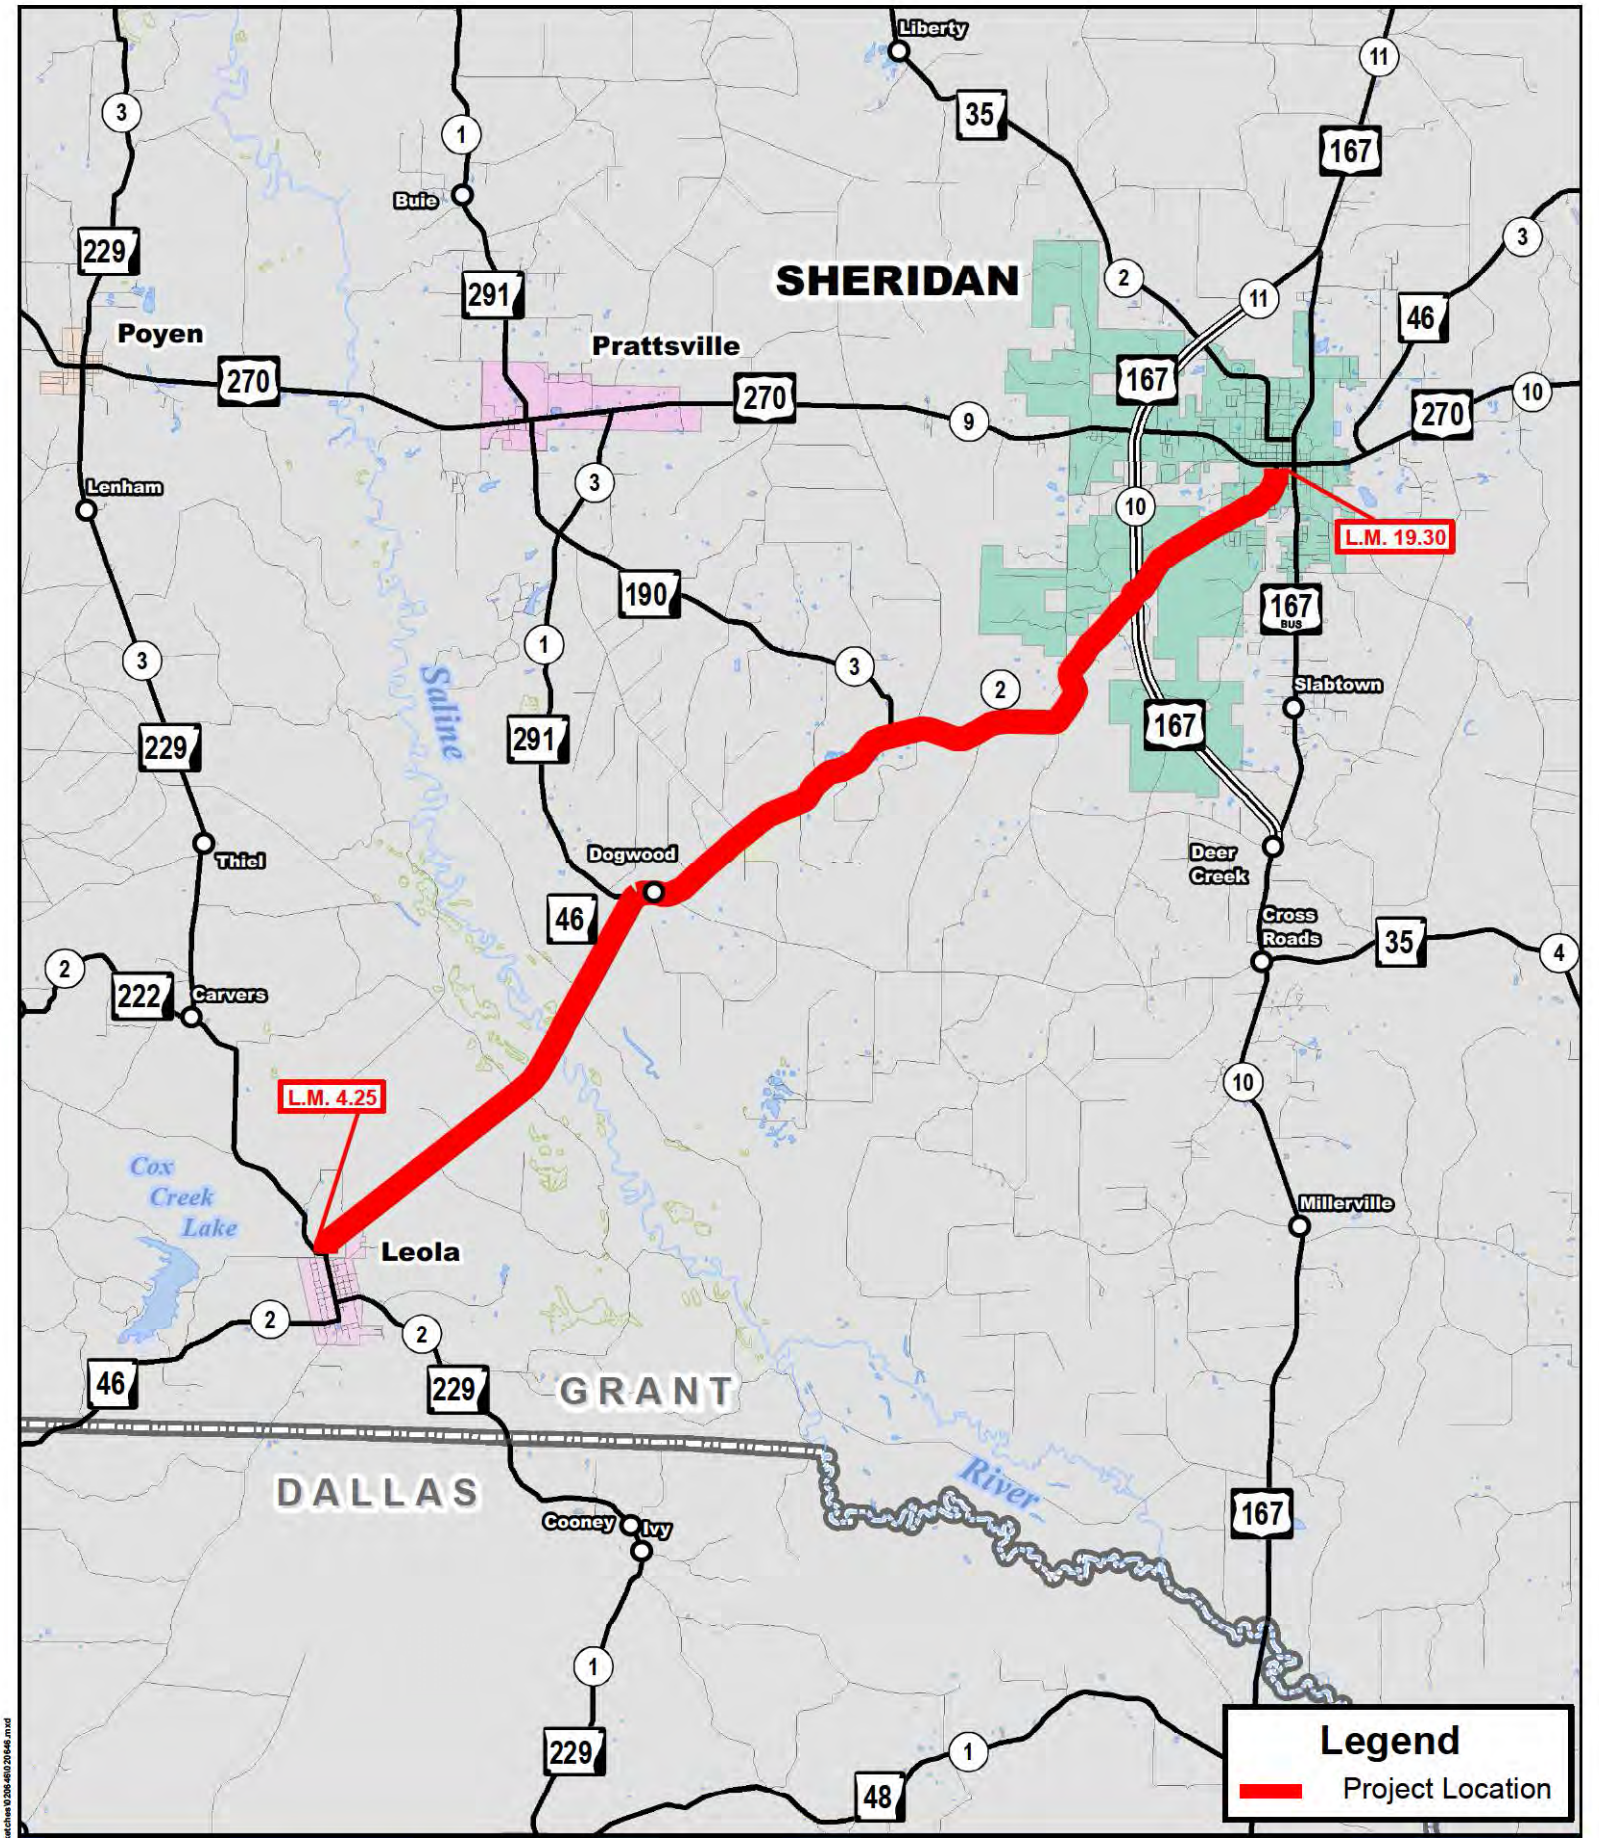 Liberty
11
3
35
1
167
Buie
3
229
2
291
SHERIDAN
11
46
Poyen
Prattsville
167
270
270
10
270
9
Lenham
3
10
L.M. 19.30
190
167
BUS
1
3
3
2
Slabtown
Saline
229
291
167
Thiel
Dogwood
Deer
Creek
46
Cross
Roads
35
4
2
222
Carvers
10
L.M. 4.25
Cox
Creek
Lake
Millerville
Leola
2
2
46
229
GRANT
DALLAS
River
Cooney
Ivy
167
1
229
1
48
Legend
Project Location